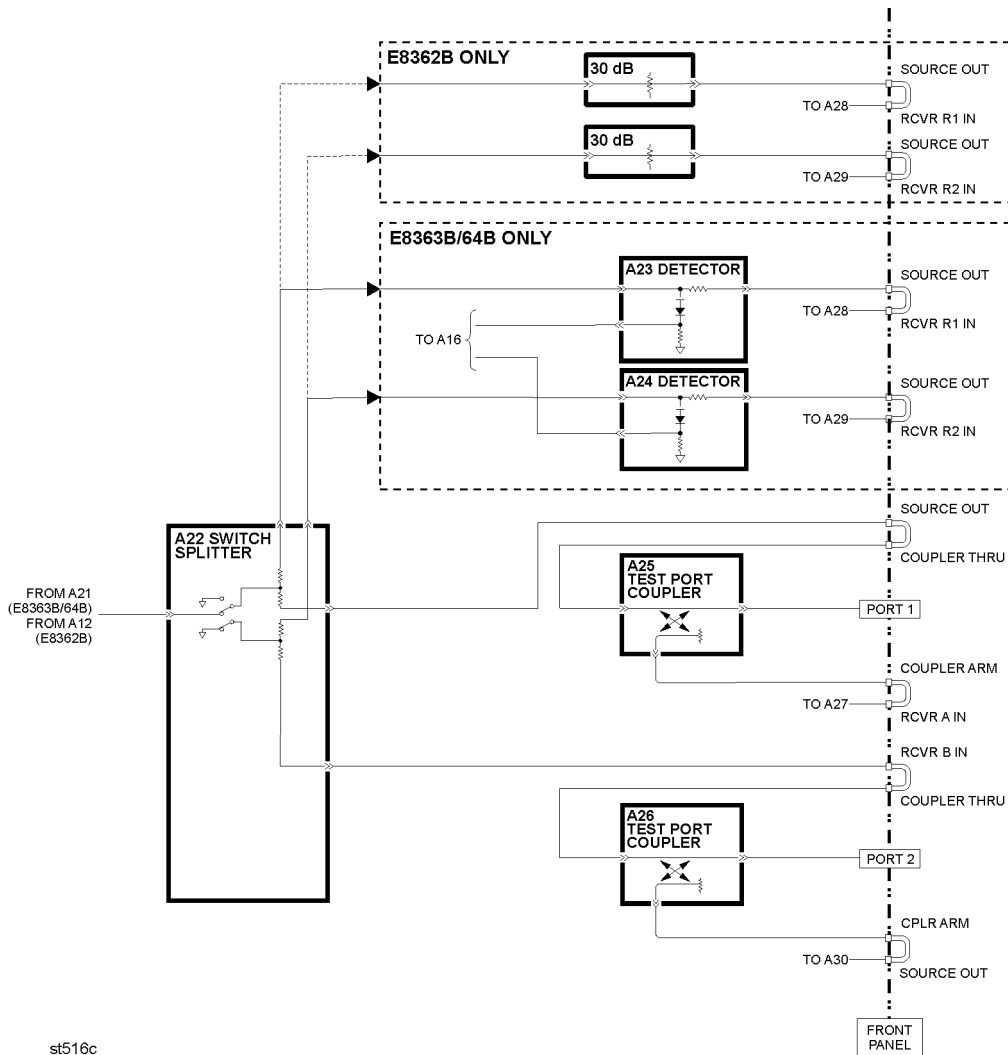 E8362B ONLY
30 dB
SOURCE OUT
TO A28
RCVR R1 IN
30 dB
SOURCE OUT
TO A29
RCVR R2 IN
E8363B/64B ONLY
A23 DETECTOR
SOURCE OUT
TO A28
RCVR R1 IN
TO A16
A24 DETECTOR
SOURCE OUT
TO A29
RCVR R2 IN
SOURCE OUT
COUPLER THRU
A22 SWITCH
SPLITTER
FROM A21
(E8363B/64B)
FROM A12
(E8362B)
A25
TEST PORT
COUPLER
PORT 1
COUPLER ARM
TO A27
RCVR A IN
RCVR B IN
COUPLER THRU
A26
TEST PORT
COUPLER
PORT 2
CPLR ARM
TO A30
SOURCE OUT
FRONT
PANEL
st516c